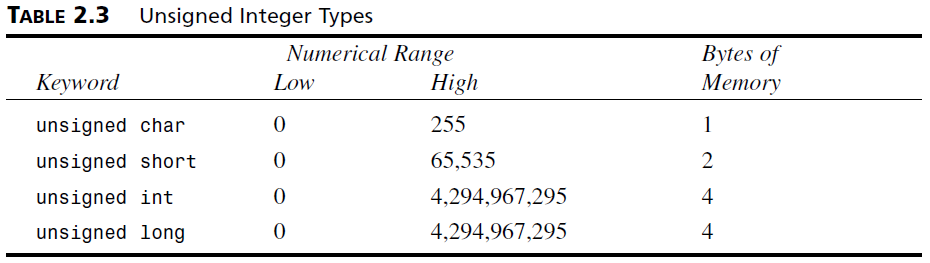 TABLE 2.3 Unsigned Integer Types
Numerical Range Bytes of
Keyword Low High Memory
unsigned char 0 255 1
unsigned short 0 65,535 2
unsigned int 0 4,294,967,295 4
unsigned long 0 4,294,967,295 4